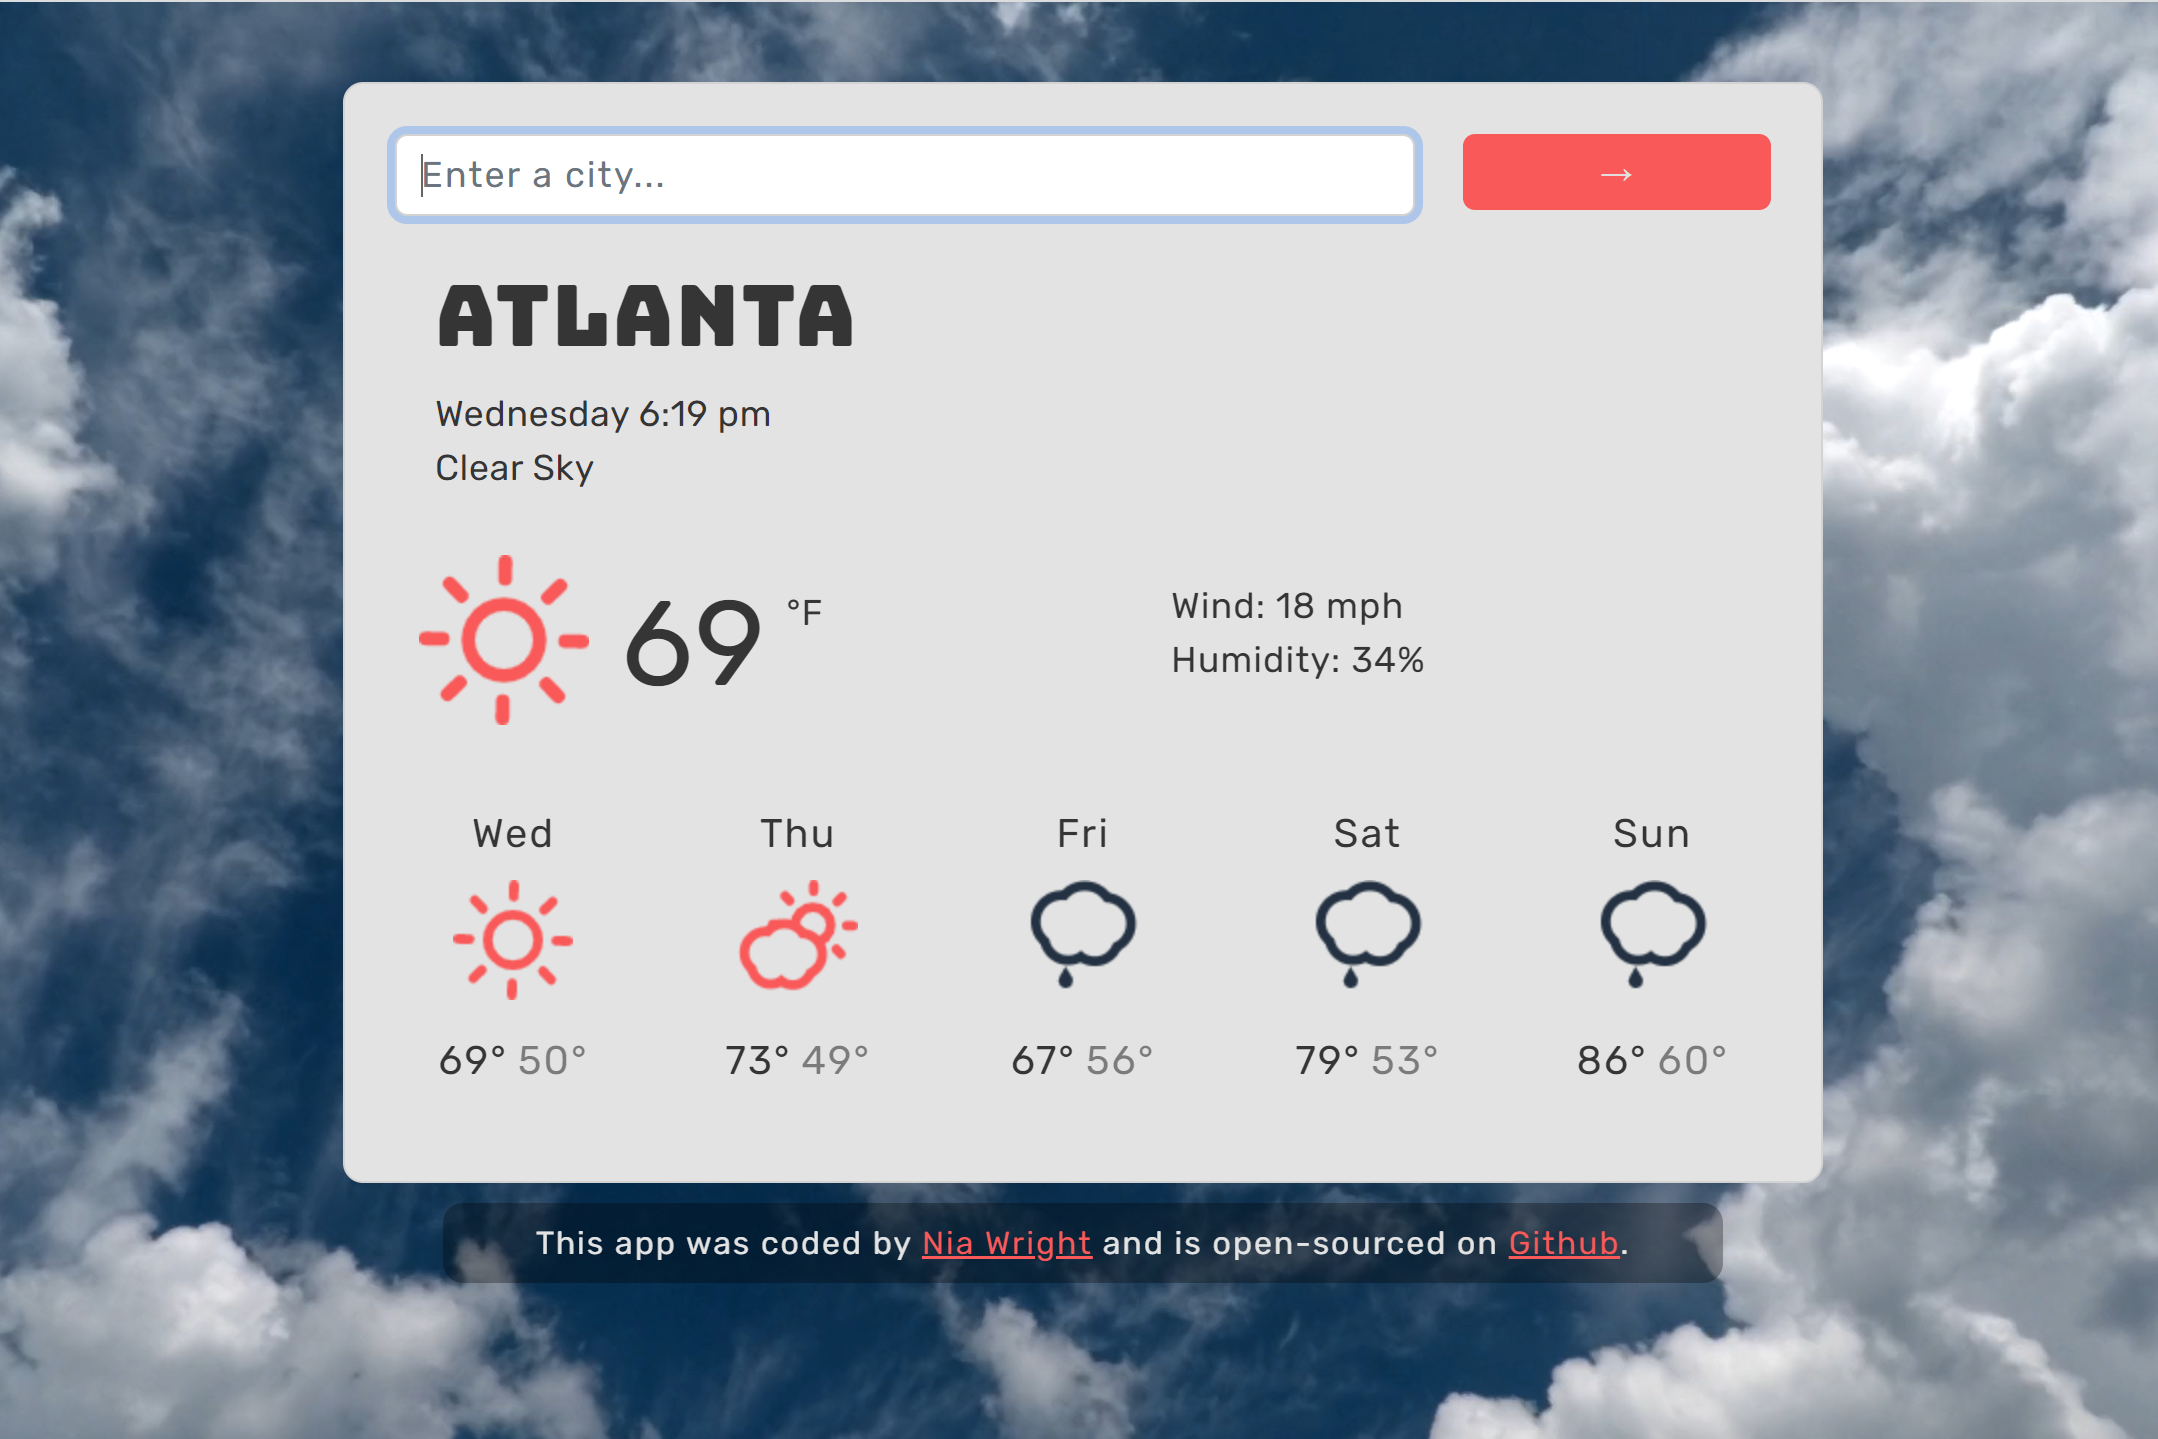 Enter a city...
→
ATLANTA
Wednesday 6:19 pm
Clear Sky
69 °F
Wind: 18 mph
Humidity: 34%
Wed Thu Fri Sat Sun
69° 50° 73° 49° 67° 56° 79° 53° 86° 60°
This app was coded by Nia Wright and is open-sourced on Github.